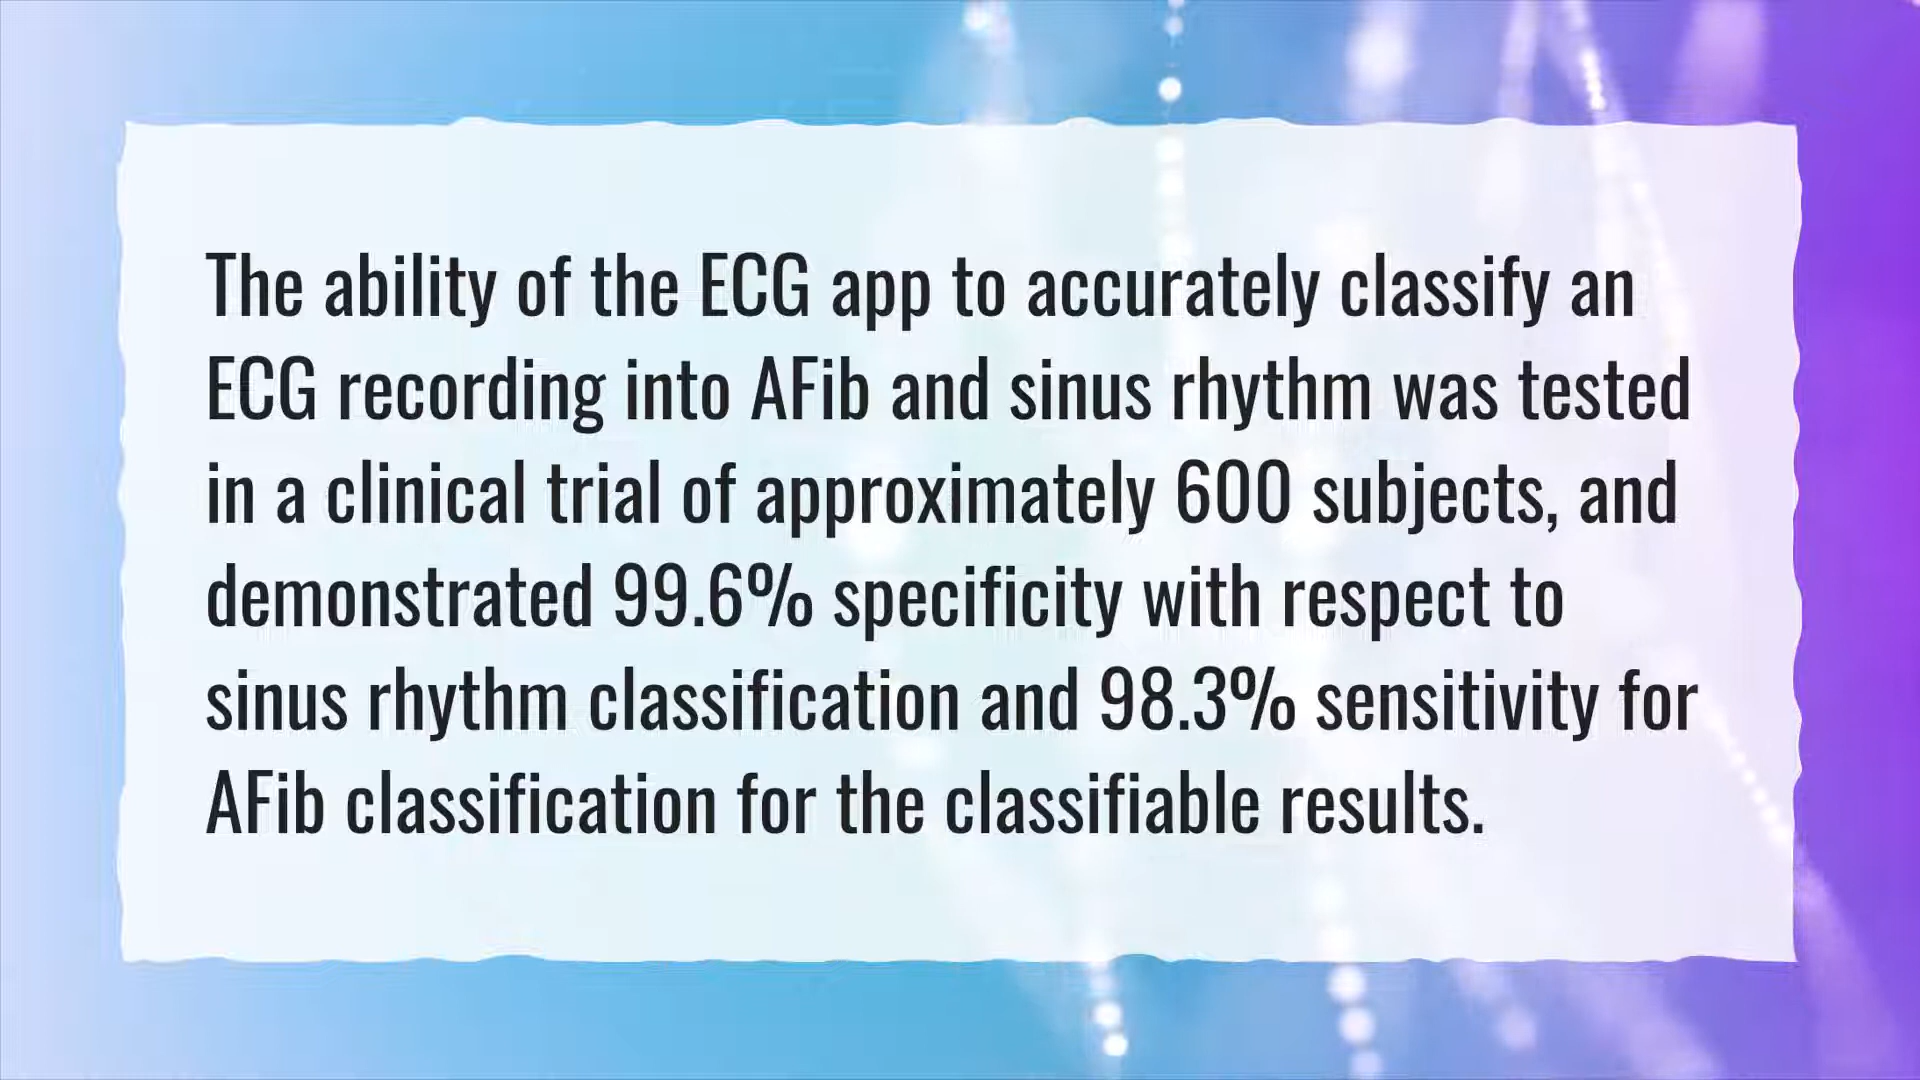 The ability of the ECG app to accurately classify an
ECG recording into AFib and sinus rhythm was tested
in a clinical trial of approximately 600 subjects, and
demonstrated 99.6% specificity with respect to
sinus rhythm classification and 98.3% sensitivity for
AFib classification for the classifiable results.